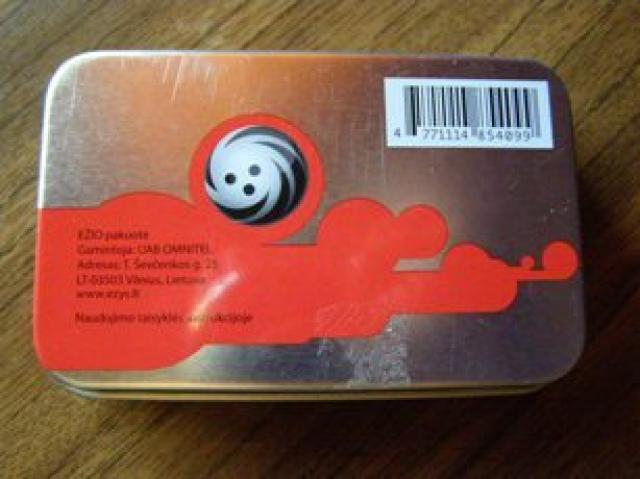 4 771114 854099
EŽIO pakuotė
Gamintoja: UAB OMNITEL,
Adresas: T. Ševčenkos g. 25
LT-03503 Vilnius, Lietuva
www.ezys.lt
Naudojimo taisyklės instrukcijoje